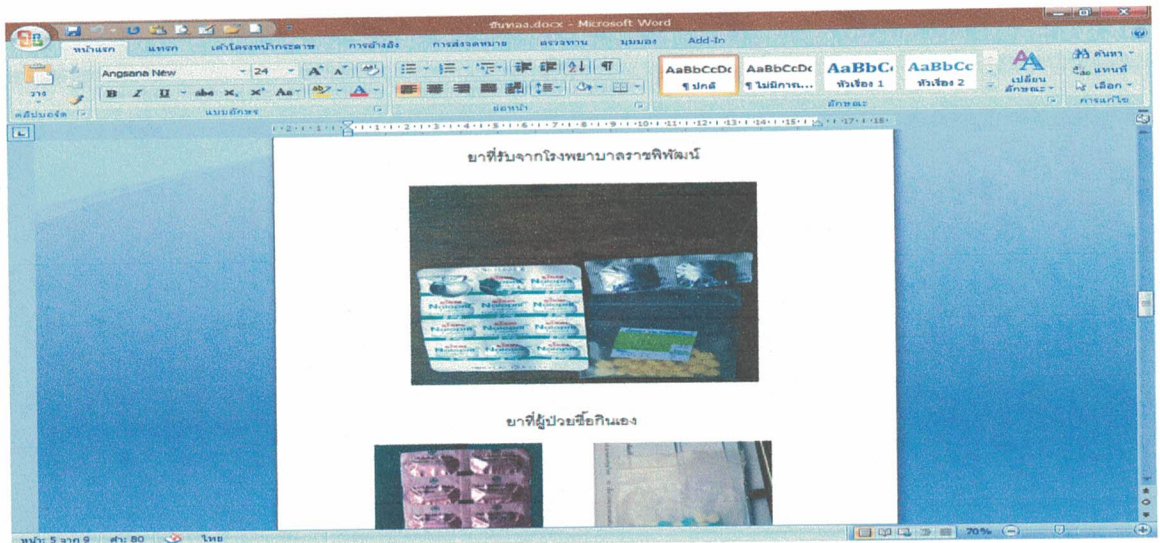 ขันทอง.docx - Microsoft Word
หน้าแรก แทรก เค้าโครงหน้ากระดาษ การอ้างอิง การส่งจดหมาย ตรวจทาน มุมมอง Add-In
Angsana New 24
วาง
คลิปบอร์ด แบบอักษร ย่อหน้า ลักษณะ การแก้ไข
AaBbCcDc AaBbCcDc AaBbC AaBbCc
¶ ปกติ ¶ ไม่มีการ... หัวเรื่อง 1 หัวเรื่อง 2
เปลี่ยน
ลักษณะ
ค้นหา
แทนที่
เลือก
ยาที่รับจากโรงพยาบาลราชพิพัฒน์
ยาที่ผู้ป่วยซื้อกินเอง
หน้า: 5 จาก 9 คำ: 80 ไทย 70%